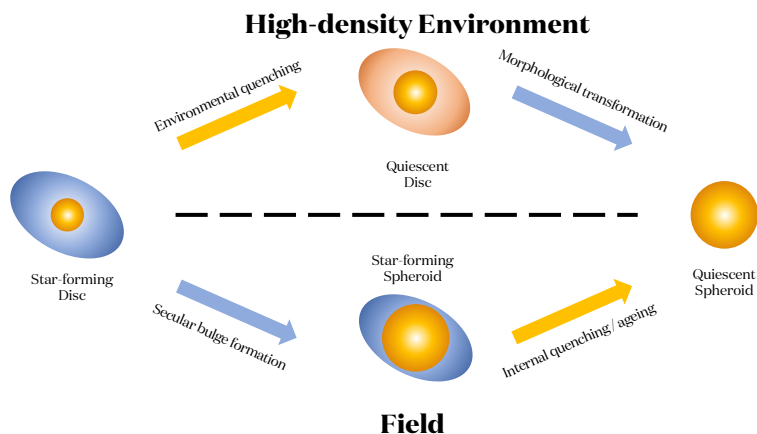 High-density Environment
Environmental quenching
Morphological transformation
Quiescent
Disc
Star-forming
Disc
Star-forming
Spheroid
Quiescent
Spheroid
Secular bulge formation
Internal quenching / ageing
Field